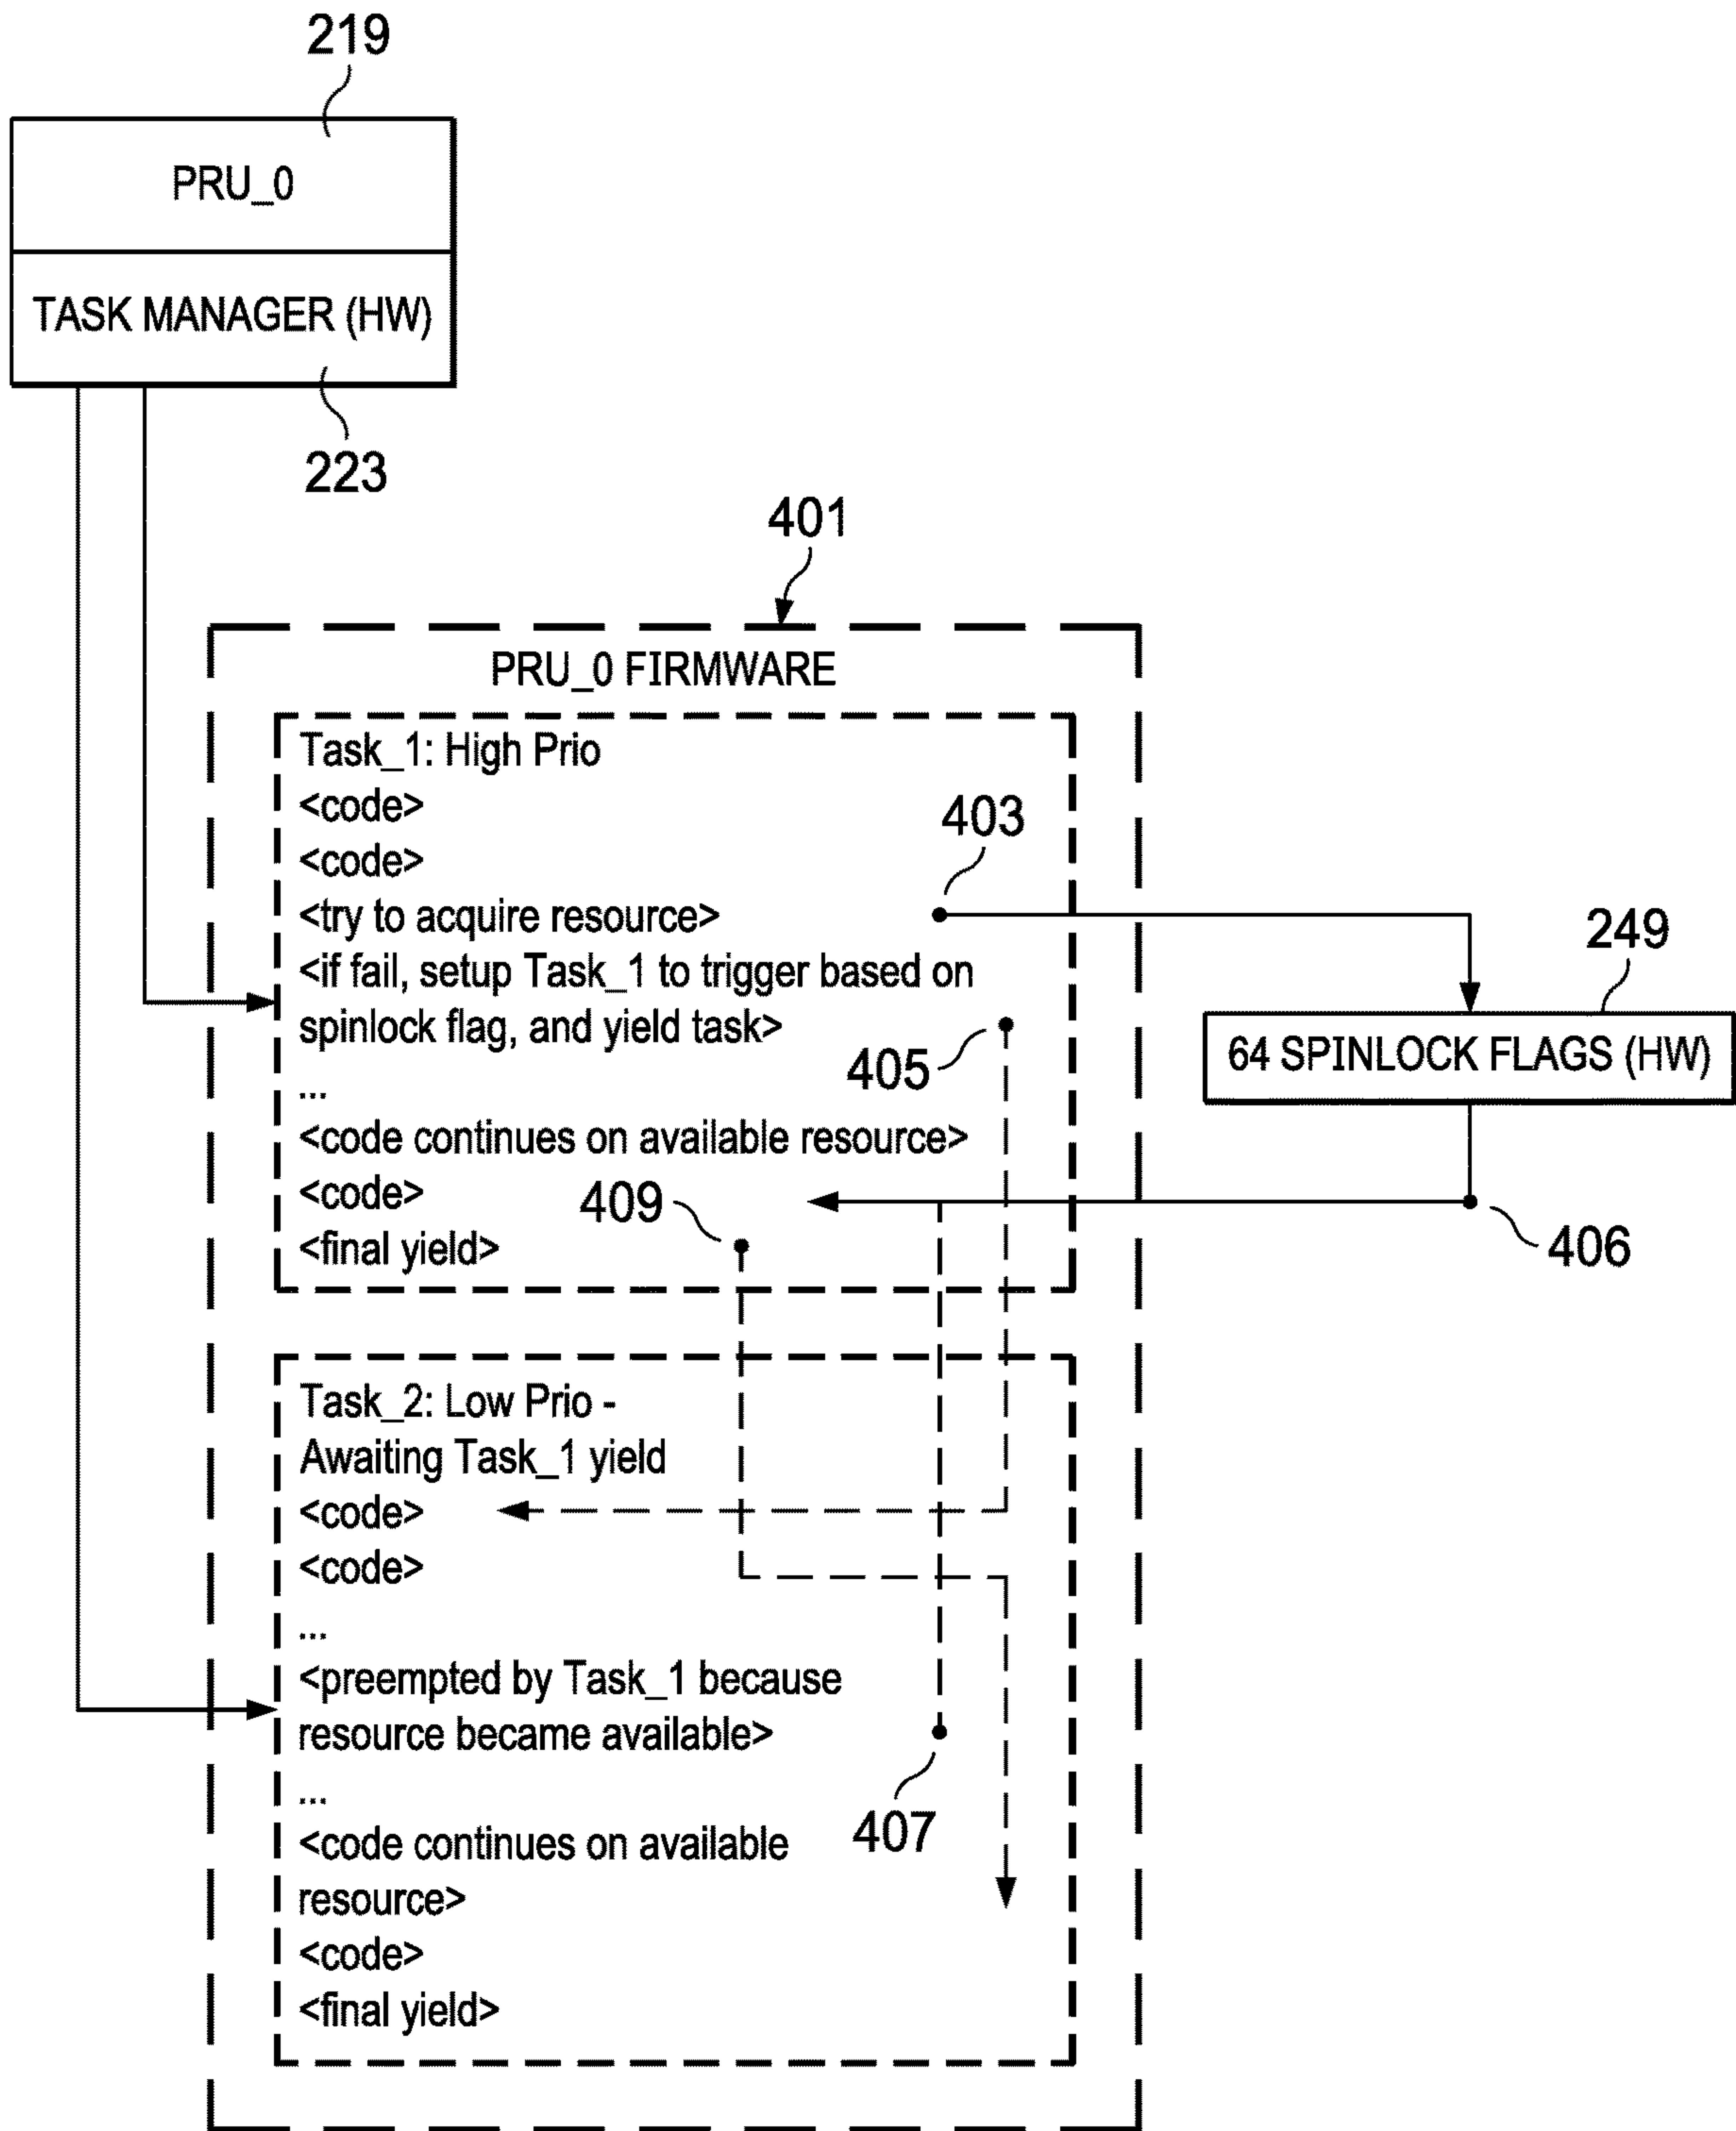 219
PRU_0
TASK MANAGER (HW)
223
401
PRU_0 FIRMWARE
Task_1: High Prio
<code>
<code>
403
<try to acquire resource>
<if fail, setup Task_1 to trigger based on
spinlock flag, and yield task>
405
249
64 SPINLOCK FLAGS (HW)
...
<code continues on available resource>
<code>
409
406
<final yield>
Task_2: Low Prio -
Awaiting Task_1 yield
<code>
<code>
...
<preempted by Task_1 because
resource became available>
...
407
<code continues on available
resource>
<code>
<final yield>